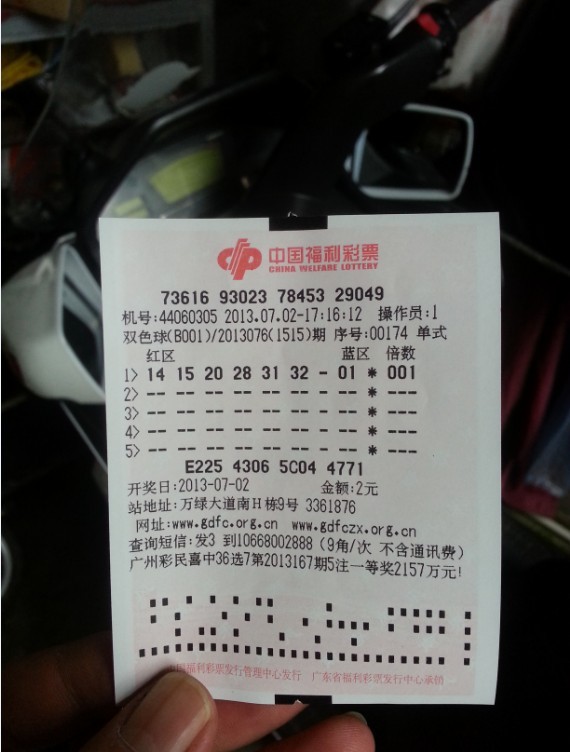 中国福利彩票
CHINA WELFARE LOTTERY
73616 93023 78453 29049
机号:44060305 2013.07.02-17:16:12 操作员:1
双色球(B001)/2013076(1515)期 序号:00174 单式
红区 蓝区 倍数
1> 14 15 20 28 31 32 - 01 * 001
2> -- -- -- -- -- -- - -- * ---
3> -- -- -- -- -- -- - -- * ---
4> -- -- -- -- -- -- - -- * ---
5> -- -- -- -- -- -- - -- * ---
E225 4306 5C04 4771
开奖日:2013-07-02 金额:2元
站地址:万绿大道南H栋9号 3361876
网址:www.gdfc.org.cn www.gdfczx.org.cn
查询短信:发3 到10668002888 (9角/次 不含通讯费)
广州彩民喜中36选7第2013167期5注一等奖2157万元!
国福利彩票发行管理中心发行 广东省福利彩票发行中心承销